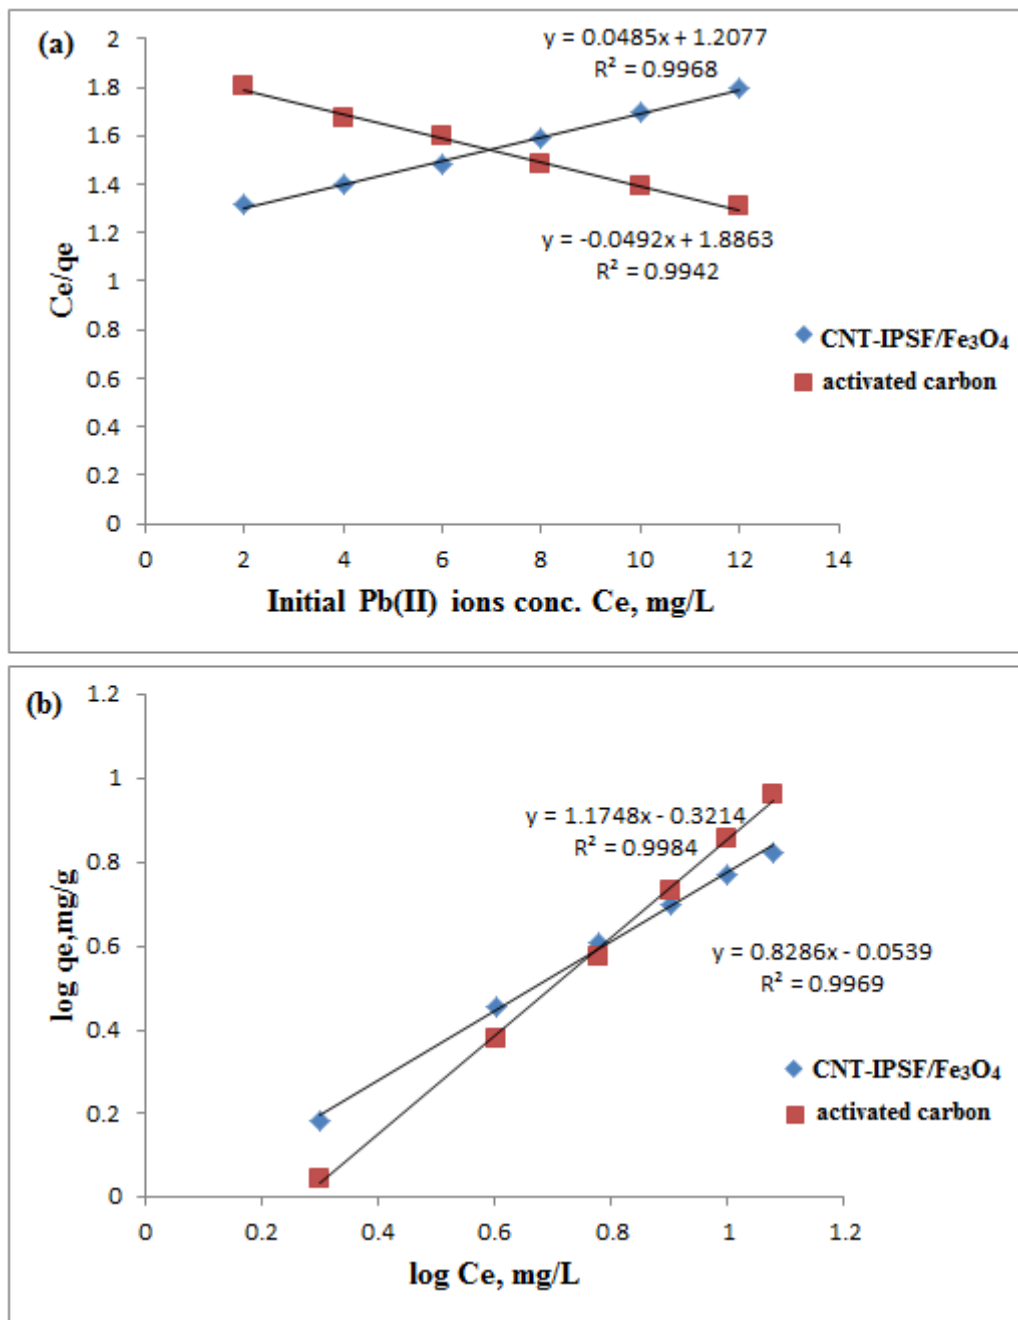 (a)
y = 0.0485x + 1.2077
R² = 0.9968
2
1.8
1.6
1.4
1.2
1
0.8
0.6
0.4
0.2
0
Ce/qe
y = -0.0492x + 1.8863
R² = 0.9942
CNT-IPSF/Fe₃O₄
activated carbon
0 2 4 6 8 10 12 14
Initial Pb(II) ions conc. Ce, mg/L
(b)
1.2
1
0.8
0.6
0.4
0.2
0
log qe,mg/g
y = 1.1748x - 0.3214
R² = 0.9984
y = 0.8286x - 0.0539
R² = 0.9969
CNT-IPSF/Fe₃O₄
activated carbon
0 0.2 0.4 0.6 0.8 1 1.2
log Ce, mg/L